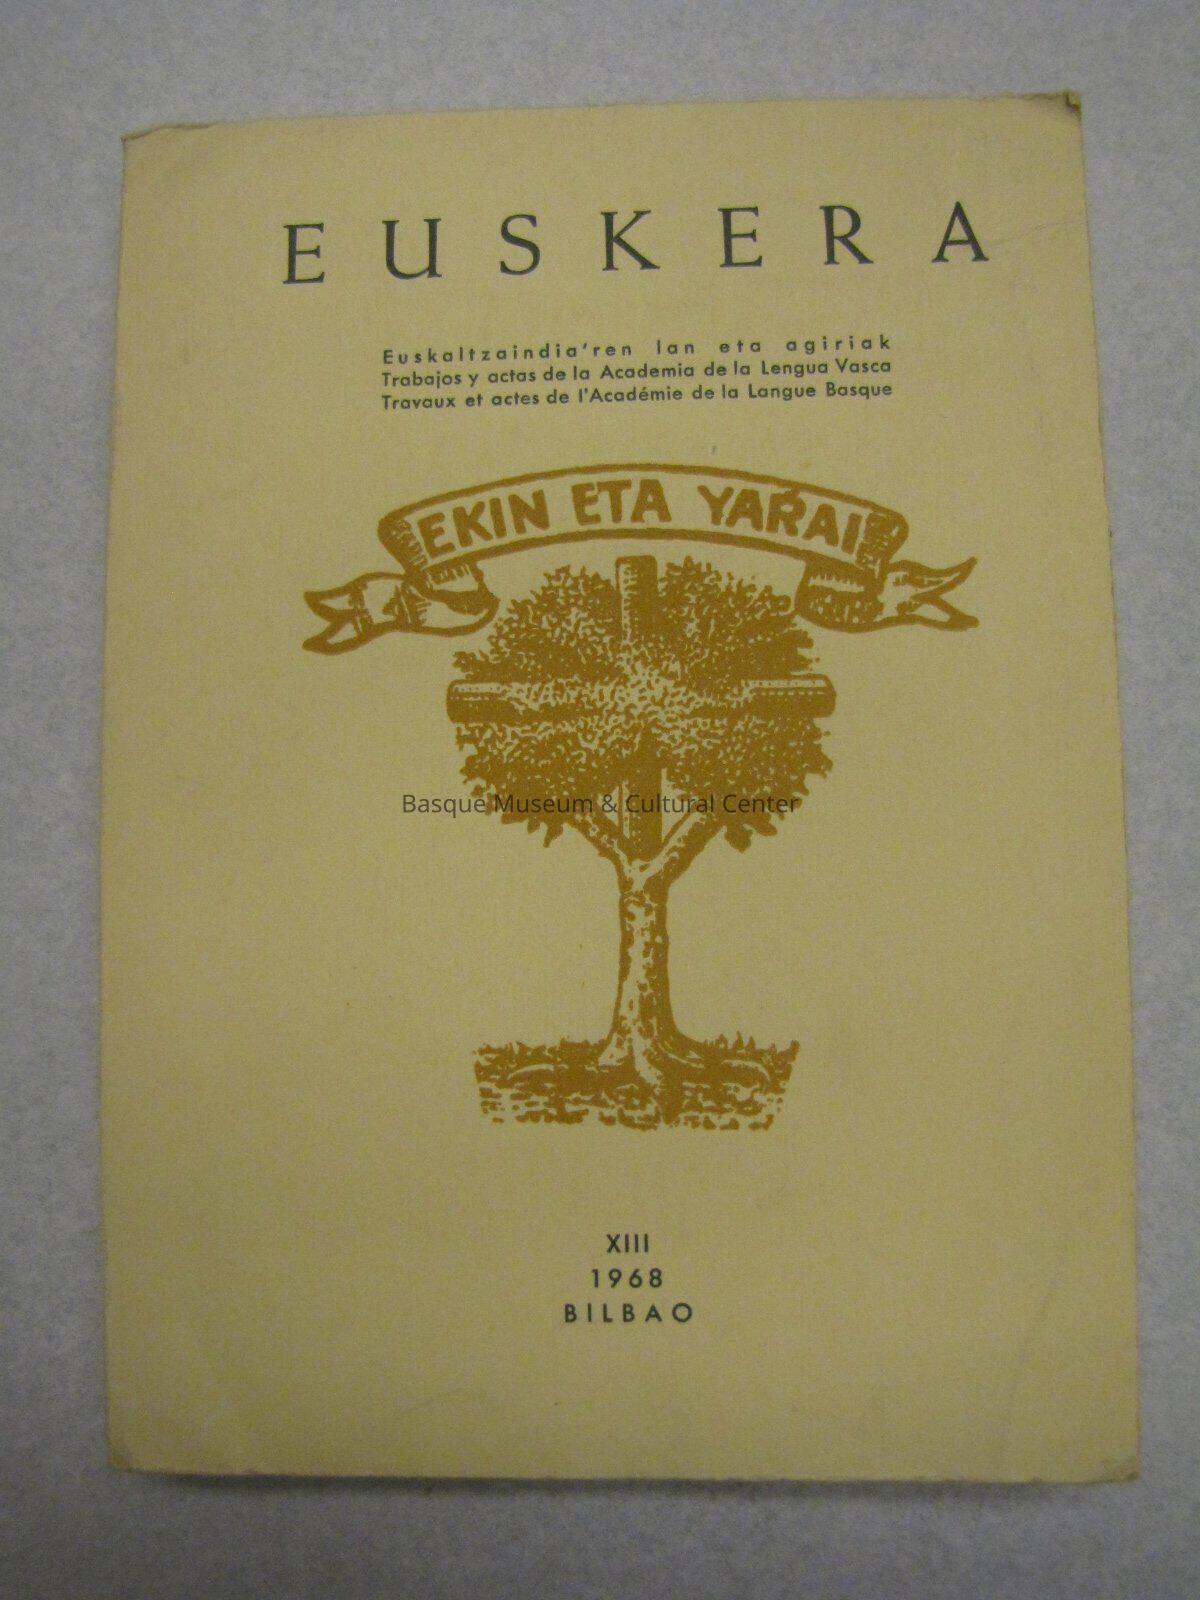 EUSKERA
Euskaltzaindia'ren lan eta agiriak
Trabajos y actas de la Academia de la Lengua Vasca
Travaux et actes de l'Académie de la Langue Basque
EKIN ETA YAŔAI
Basque Museum & Cultural Center
XIII
1968
BILBAO